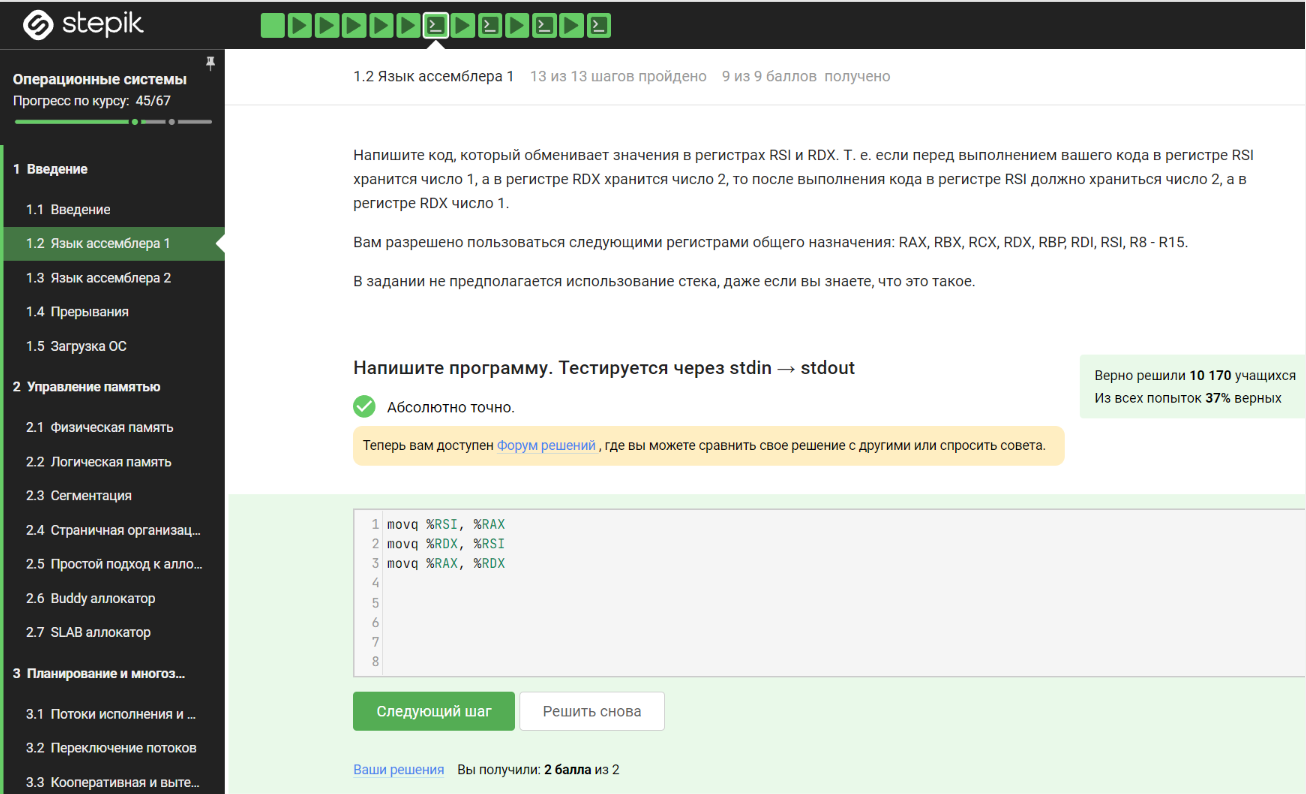 stepik
Операционные системы
Прогресс по курсу: 45/67
1 Введение
1.1 Введение
1.2 Язык ассемблера 1
1.3 Язык ассемблера 2
1.4 Прерывания
1.5 Загрузка ОС
2 Управление памятью
2.1 Физическая память
2.2 Логическая память
2.3 Сегментация
2.4 Страничная организац...
2.5 Простой подход к алло...
2.6 Buddy аллокатор
2.7 SLAB аллокатор
3 Планирование и многоз...
3.1 Потоки исполнения и ...
3.2 Переключение потоков
3.3 Кооперативная и выте...
1.2 Язык ассемблера 1 13 из 13 шагов пройдено 9 из 9 баллов получено
Напишите код, который обменивает значения в регистрах RSI и RDX. Т. е. если перед выполнением вашего кода в регистре RSI
хранится число 1, а в регистре RDX хранится число 2, то после выполнения кода в регистре RSI должно храниться число 2, а в
регистре RDX число 1.
Вам разрешено пользоваться следующими регистрами общего назначения: RAX, RBX, RCX, RDX, RBP, RDI, RSI, R8 - R15.
В задании не предполагается использование стека, даже если вы знаете, что это такое.
Напишите программу. Тестируется через stdin → stdout
Верно решили 10 170 учащихся
Из всех попыток 37% верных
Абсолютно точно.
Теперь вам доступен Форум решений , где вы можете сравнить свое решение с другими или спросить совета.
1 movq %RSI, %RAX
2 movq %RDX, %RSI
3 movq %RAX, %RDX
4
5
6
7
8
Следующий шаг Решить снова
Ваши решения Вы получили: 2 балла из 2